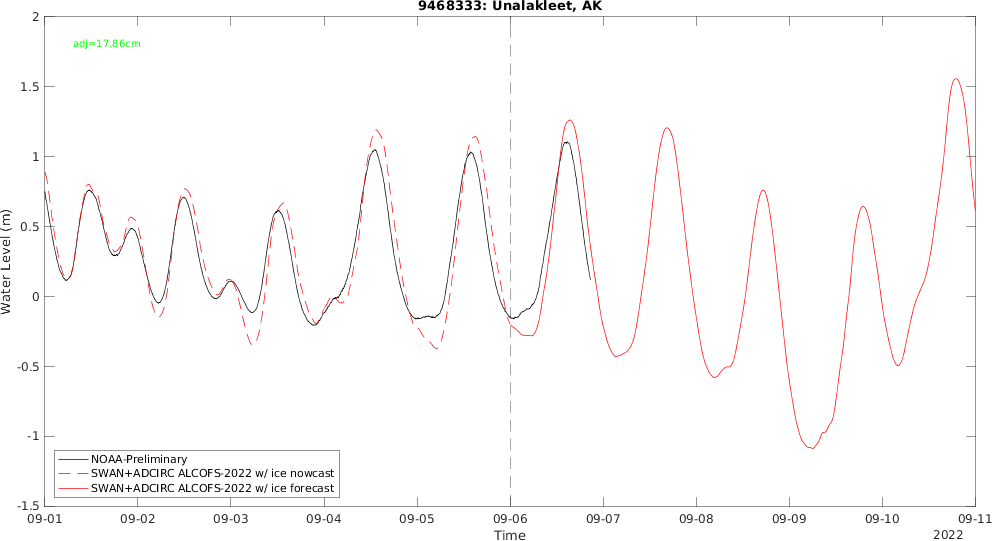 9468333: Unalakleet, AK
adj=17.86cm
2
1.5
1
0.5
0
-0.5
-1
-1.5
Water Level (m)
NOAA-Preliminary
SWAN+ADCIRC ALCOFS-2022 w/ ice nowcast
SWAN+ADCIRC ALCOFS-2022 w/ ice forecast
09-01 09-02 09-03 09-04 09-05 09-06 09-07 09-08 09-09 09-10 09-11
Time
2022